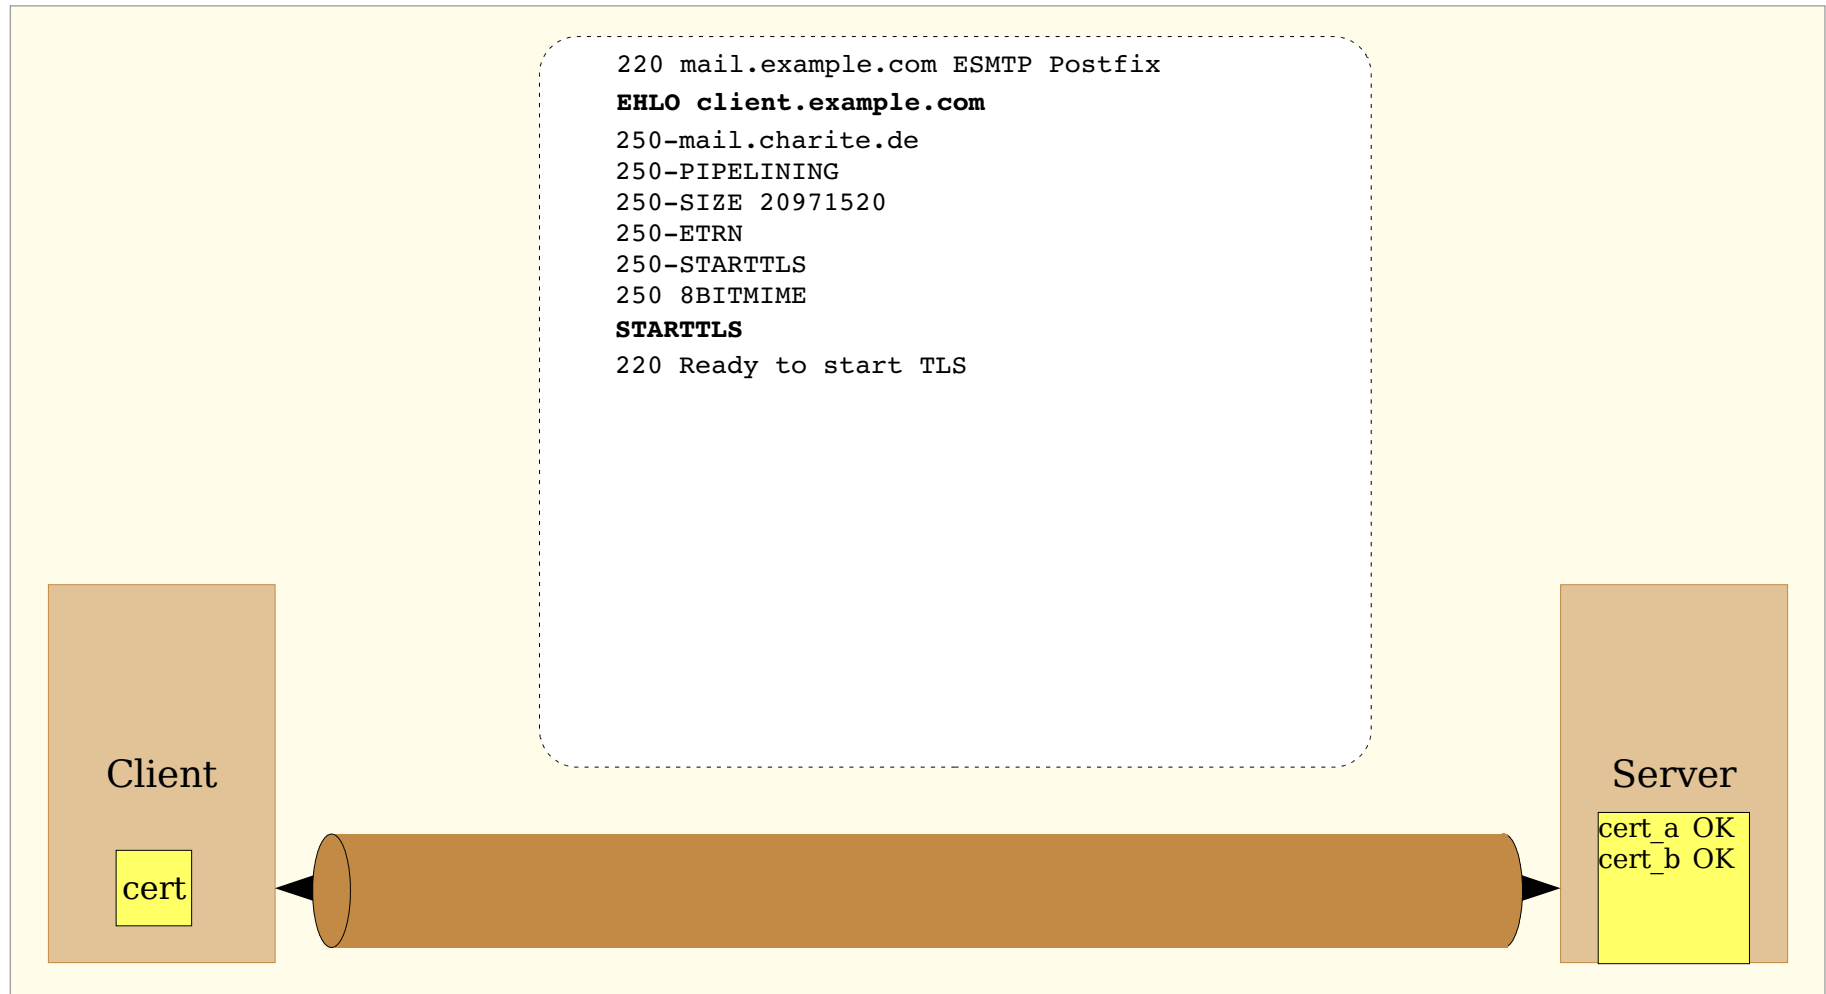 220 mail.example.com ESMTP Postfix
EHLO client.example.com
250-mail.charite.de
250-PIPELINING
250-SIZE 20971520
250-ETRN
250-STARTTLS
250 8BITMIME
STARTTLS
220 Ready to start TLS
Client
Server
cert
cert_a OK
cert_b OK